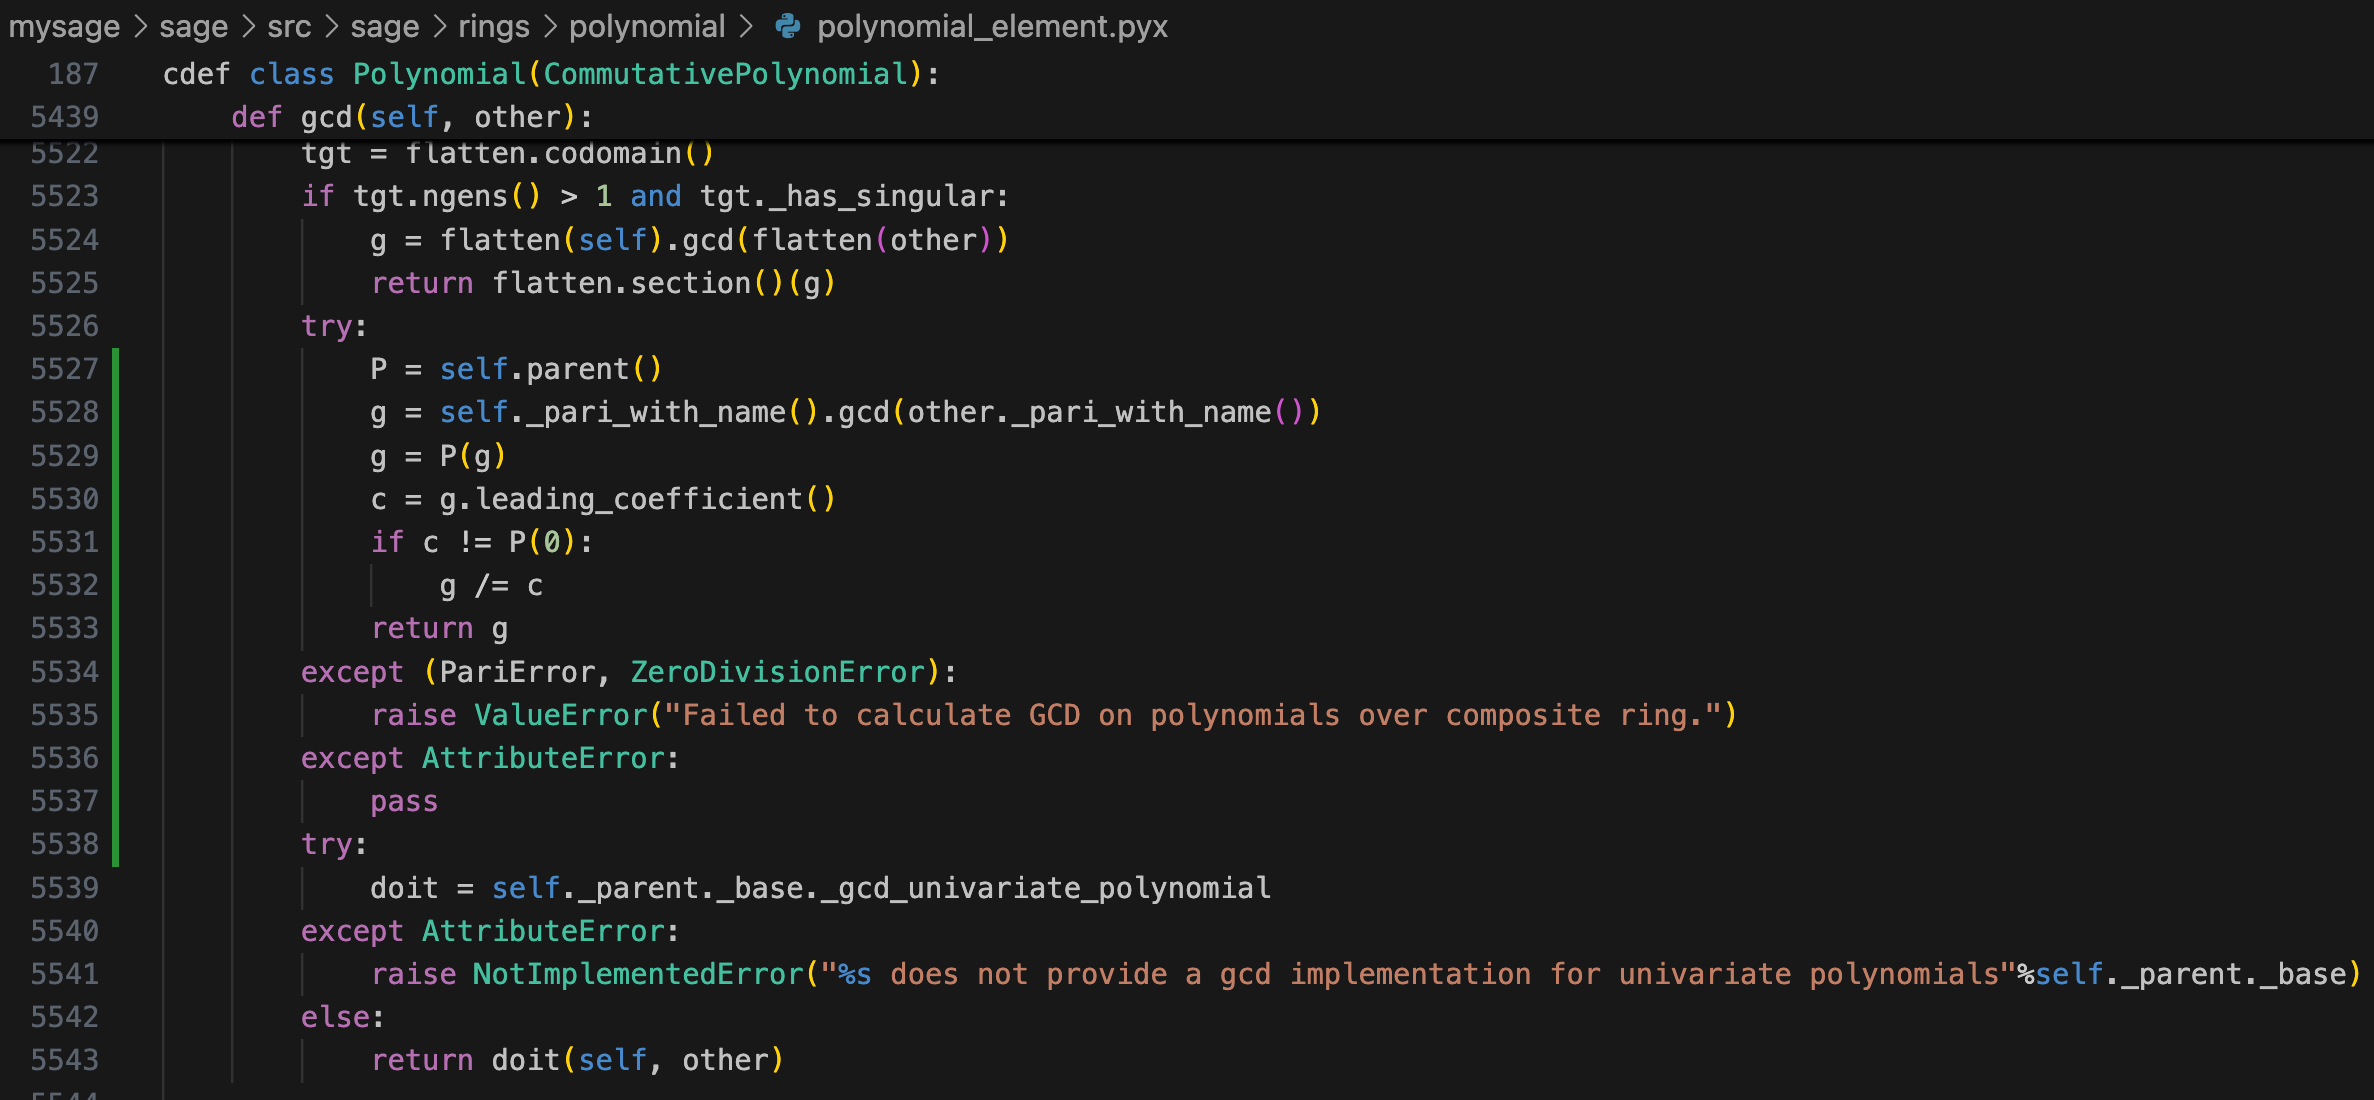 mysage > sage > src > sage > rings > polynomial > polynomial_element.pyx
187 cdef class Polynomial(CommutativePolynomial):
5439 def gcd(self, other):
5522 tgt = flatten.codomain()
5523 if tgt.ngens() > 1 and tgt._has_singular:
5524 g = flatten(self).gcd(flatten(other))
5525 return flatten.section()(g)
5526 try:
5527 P = self.parent()
5528 g = self._pari_with_name().gcd(other._pari_with_name())
5529 g = P(g)
5530 c = g.leading_coefficient()
5531 if c != P(0):
5532 g /= c
5533 return g
5534 except (PariError, ZeroDivisionError):
5535 raise ValueError("Failed to calculate GCD on polynomials over composite ring.")
5536 except AttributeError:
5537 pass
5538 try:
5539 doit = self._parent._base._gcd_univariate_polynomial
5540 except AttributeError:
5541 raise NotImplementedError("%s does not provide a gcd implementation for univariate polynomials"%self._parent._base)
5542 else:
5543 return doit(self, other)
5544